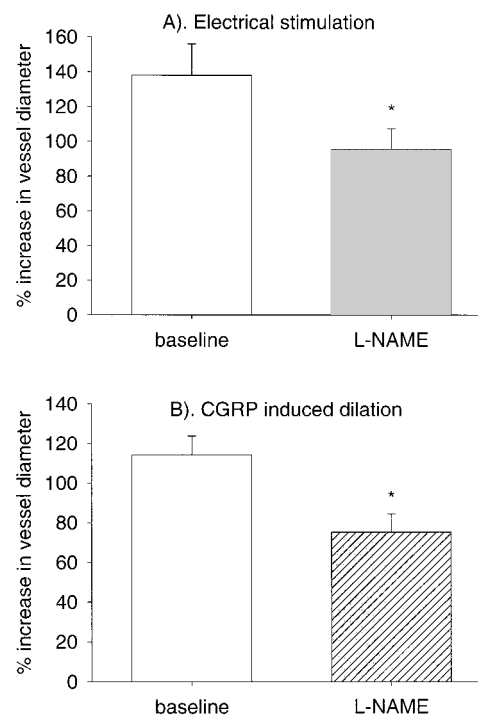 A). Electrical stimulation
% increase in vessel diameter
160
140
120
100
80
60
40
20
0
*
baseline
L-NAME
B). CGRP induced dilation
% increase in vessel diameter
140
120
100
80
60
40
20
0
*
baseline
L-NAME